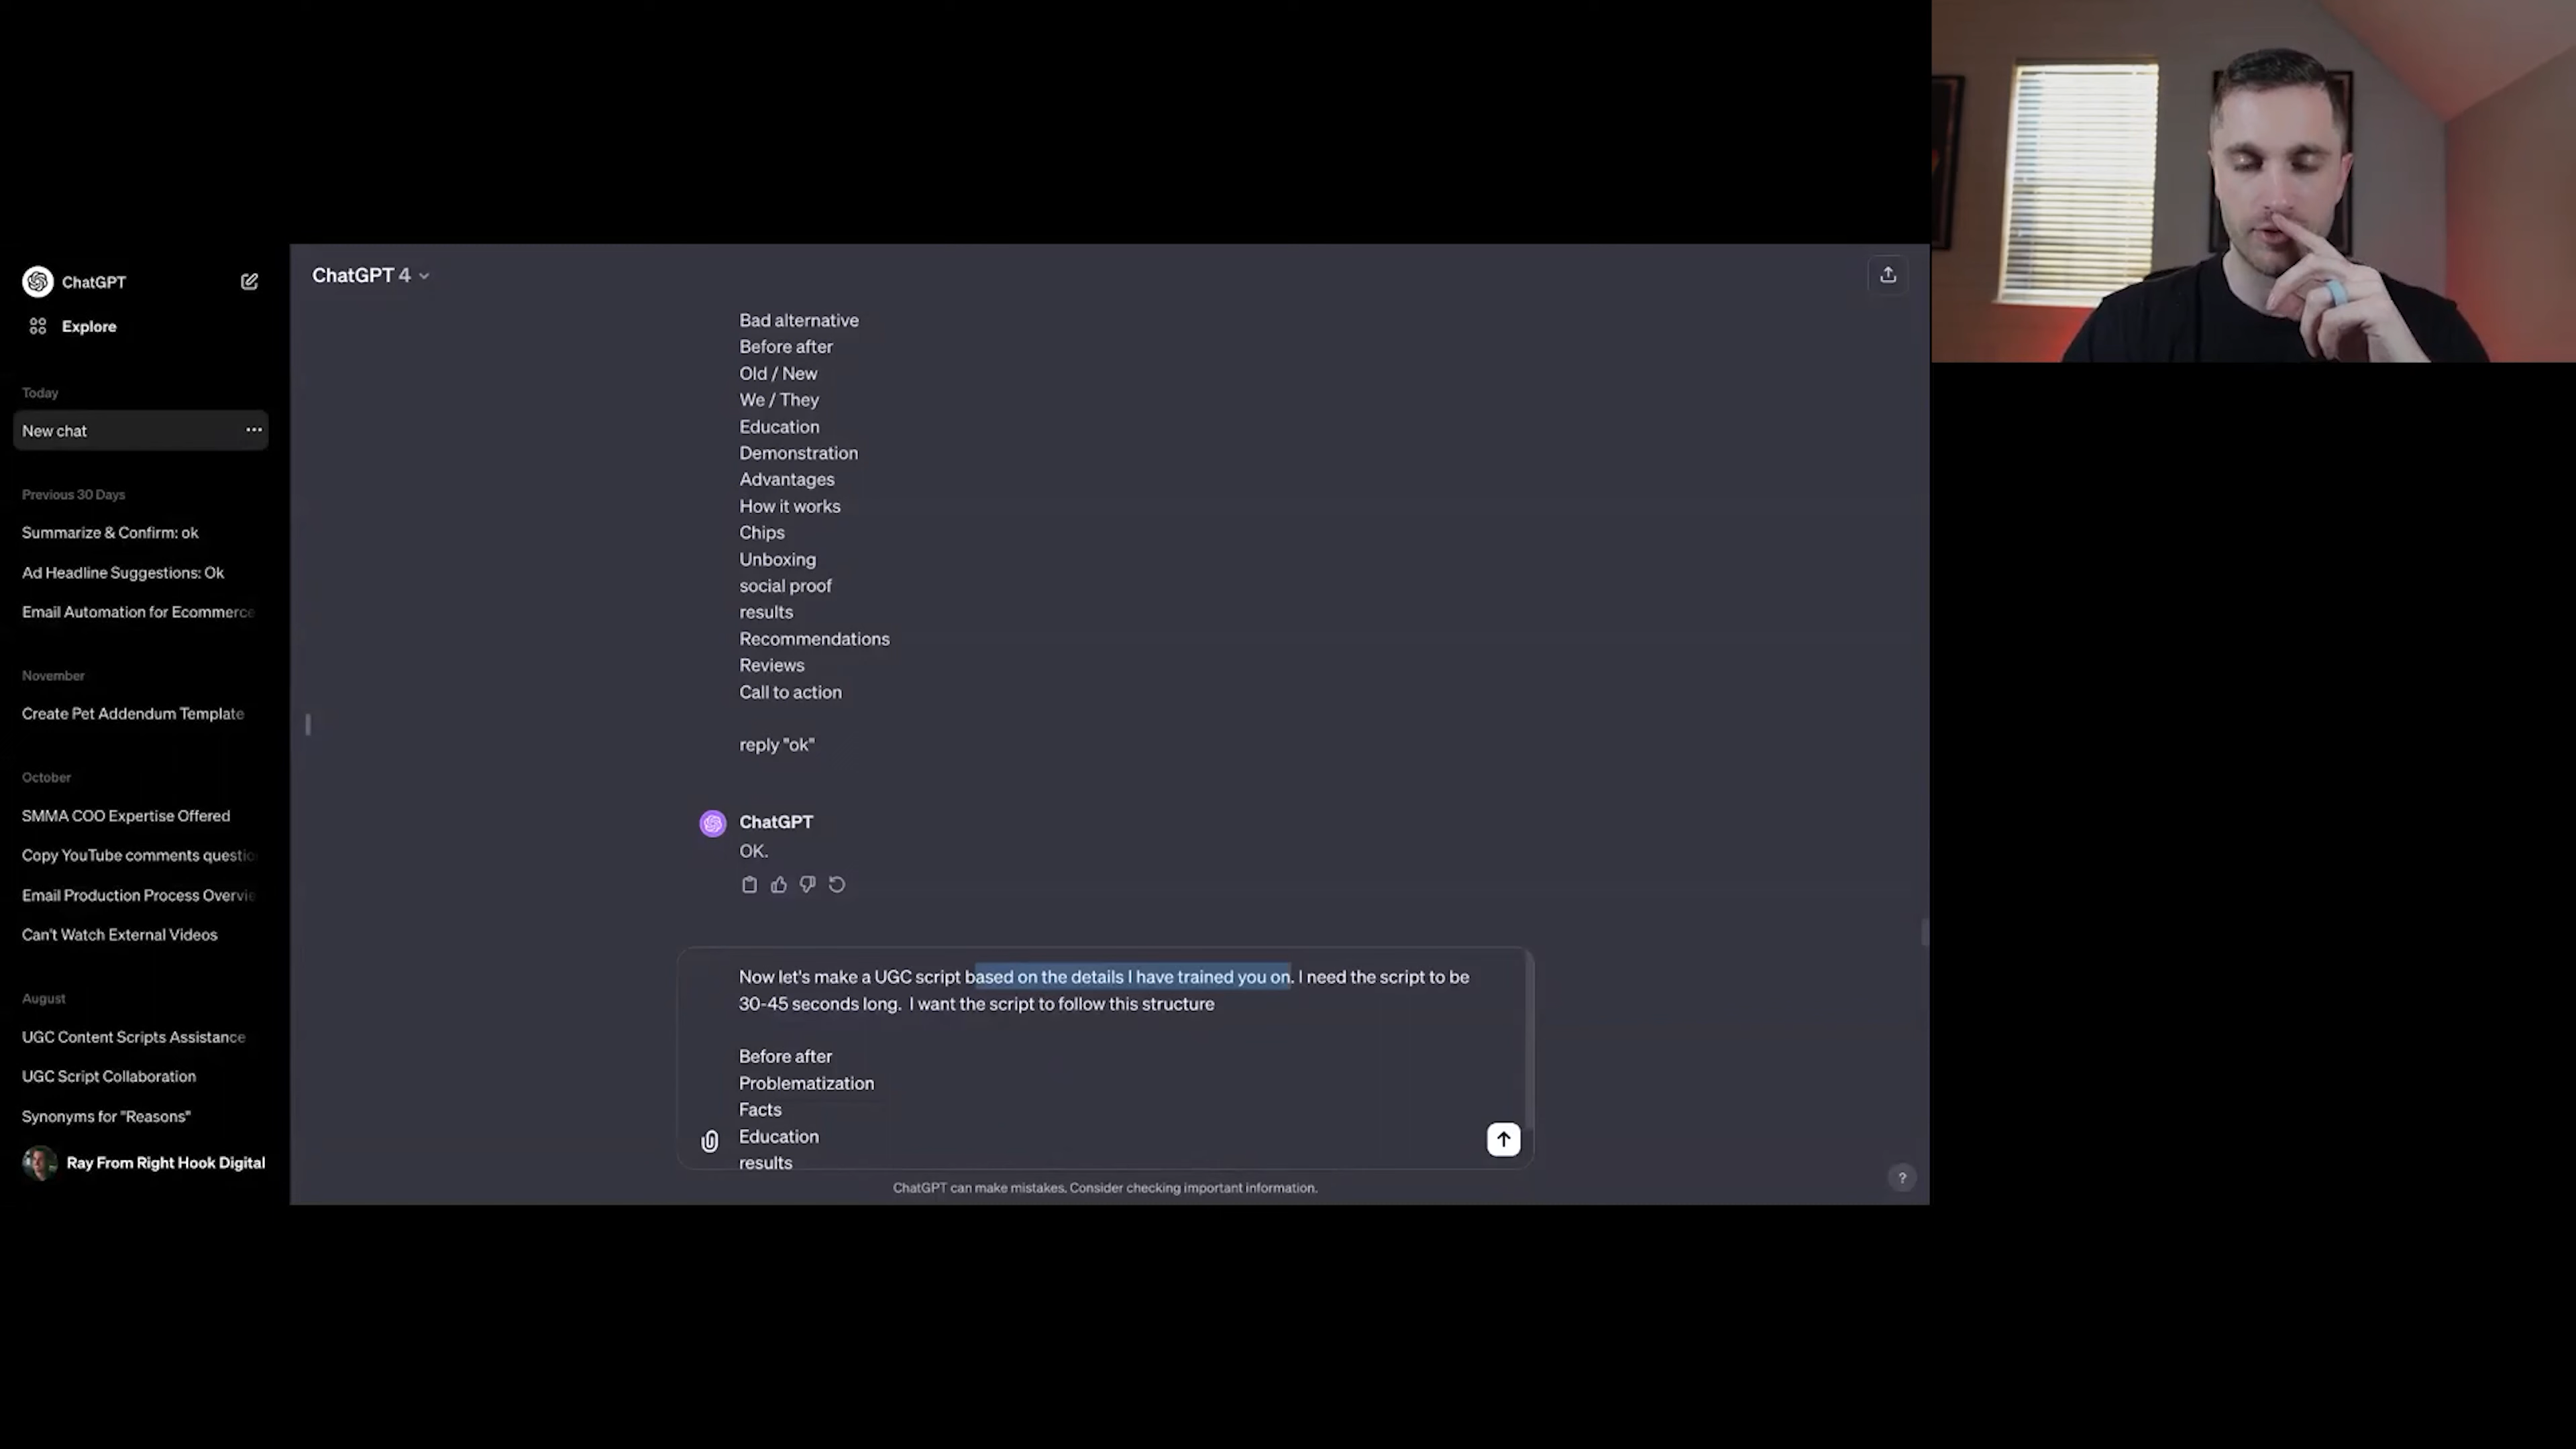 ChatGPT
Explore
Today
New chat
Previous 30 Days
Summarize & Confirm: ok
Ad Headline Suggestions: Ok
Email Automation for Ecommerce
November
Create Pet Addendum Template
October
SMMA COO Expertise Offered
Copy YouTube comments questio
Email Production Process Overvie
Can't Watch External Videos
August
UGC Content Scripts Assistance
UGC Script Collaboration
Synonyms for "Reasons"
Ray From Right Hook Digital
ChatGPT 4
Bad alternative
Before after
Old / New
We / They
Education
Demonstration
Advantages
How it works
Chips
Unboxing
social proof
results
Recommendations
Reviews
Call to action
reply "ok"
ChatGPT
OK.
Now let's make a UGC script based on the details I have trained you on. I need the script to be
30-45 seconds long.  I want the script to follow this structure
Before after
Problematization
Facts
Education
results
ChatGPT can make mistakes. Consider checking important information.
?